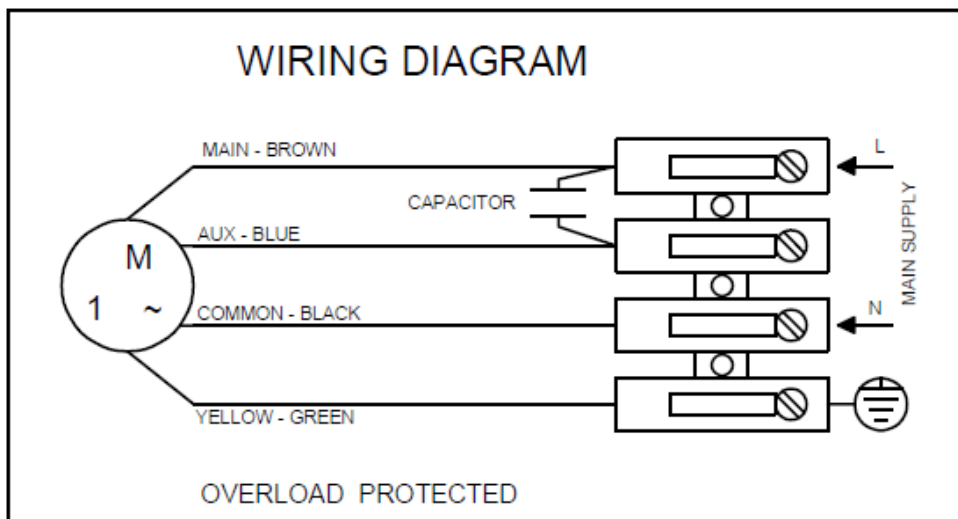 WIRING DIAGRAM
MAIN - BROWN
L
CAPACITOR
AUX - BLUE
MAIN SUPPLY
M
1 ~
COMMON - BLACK
N
YELLOW - GREEN
OVERLOAD PROTECTED